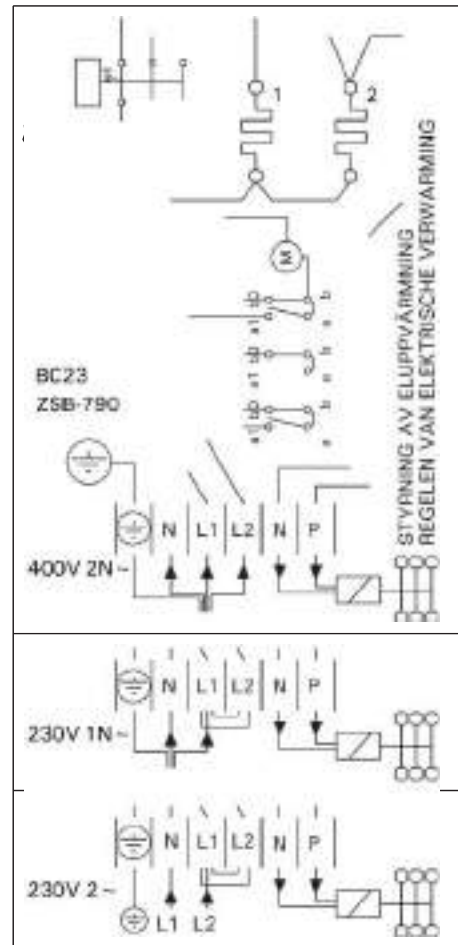 1 2
M
b
a
b
a
b
a
BC23
ZSB-790
STYRNING AV ELUPPVÄRMNING
REGELEN VAN ELEKTRISCHE VERWARMING
N L1 L2 N P
400V 2N~
N L1 L2 N P
230V 1N~
N L1 L2 N P
230V 2~
L1 L2